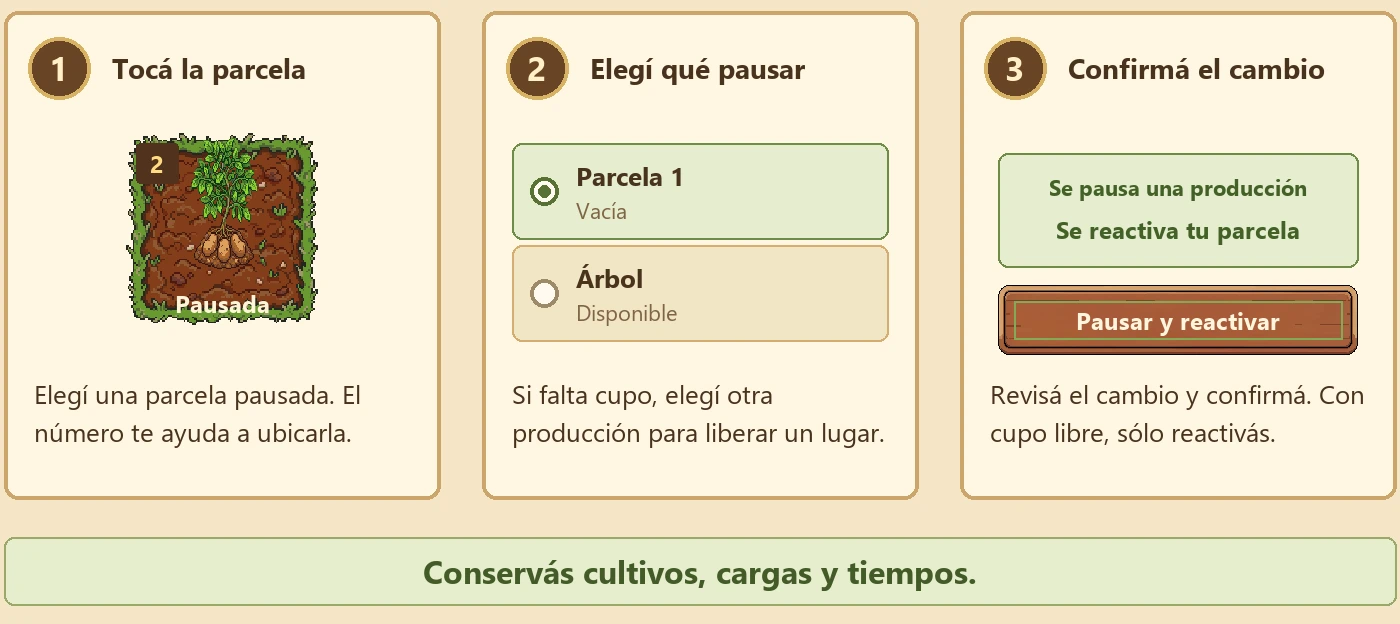 1
Tocá la parcela
2
Pausada
Elegí una parcela pausada. El
número te ayuda a ubicarla.
2
Elegí qué pausar
Parcela 1
Vacía
Árbol
Disponible
Si falta cupo, elegí otra
producción para liberar un lugar.
3
Confirmá el cambio
Se pausa una producción
Se reactiva tu parcela
Pausar y reactivar
Revisá el cambio y confirmá. Con
cupo libre, sólo reactivás.
Conservás cultivos, cargas y tiempos.